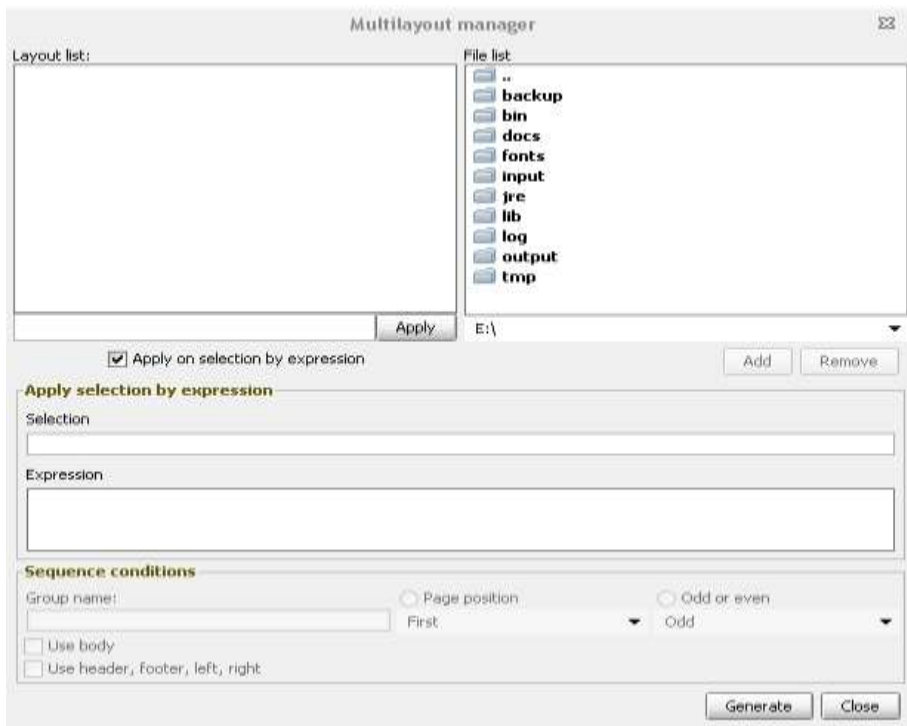 Multilayout manager
Layout list:
File list
..
backup
bin
docs
fonts
input
jre
lib
log
output
tmp
Apply
E:\
Apply on selection by expression
Add
Remove
Apply selection by expression
Selection
Expression
Sequence conditions
Group name:
Page position
Odd or even
First
Odd
Use body
Use header, footer, left, right
Generate
Close